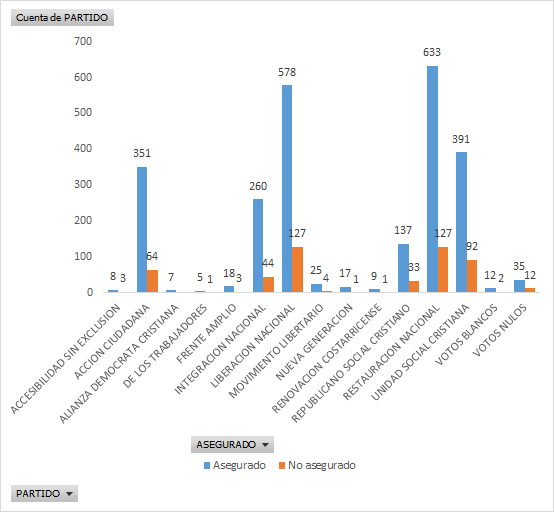 Cuenta de PARTIDO
700
600
500
400
300
200
100
0
8
3
351
64
7
5
1
18
3
260
44
578
127
25
4
17
1
9
1
137
33
633
127
391
92
12
2
35
12
ACCESIBILIDAD SIN EXCLUSION
ACCION CIUDADANA
ALIANZA DEMOCRATA CRISTIANA
DE LOS TRABAJADORES
FRENTE AMPLIO
INTEGRACION NACIONAL
LIBERACION NACIONAL
MOVIMIENTO LIBERTARIO
NUEVA GENERACION
RENOVACION COSTARRICENSE
REPUBLICANO SOCIAL CRISTIANO
RESTAURACION NACIONAL
UNIDAD SOCIAL CRISTIANA
VOTOS BLANCOS
VOTOS NULOS
ASEGURADO
Asegurado
No asegurado
PARTIDO